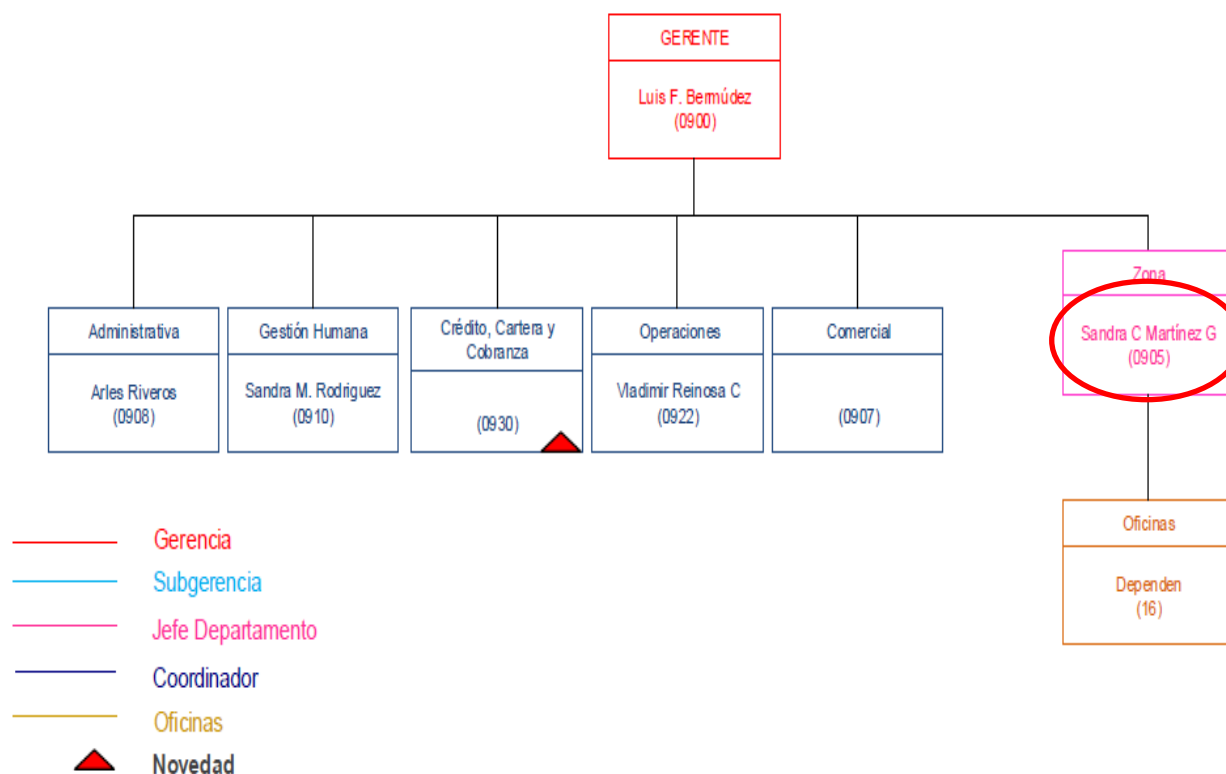 GERENTE
Luis F. Bermúdez
(0900)
Zona
Sandra C Martínez G
(0905)
Administrativa
Arles Riveros
(0908)
Gestión Humana
Sandra M. Rodriguez
(0910)
Crédito, Cartera y
Cobranza
(0930)
Operaciones
Vladimir Reinosa C
(0922)
Comercial
(0907)
Oficinas
Dependen
(16)
Gerencia
Subgerencia
Jefe Departamento
Coordinador
Oficinas
Novedad